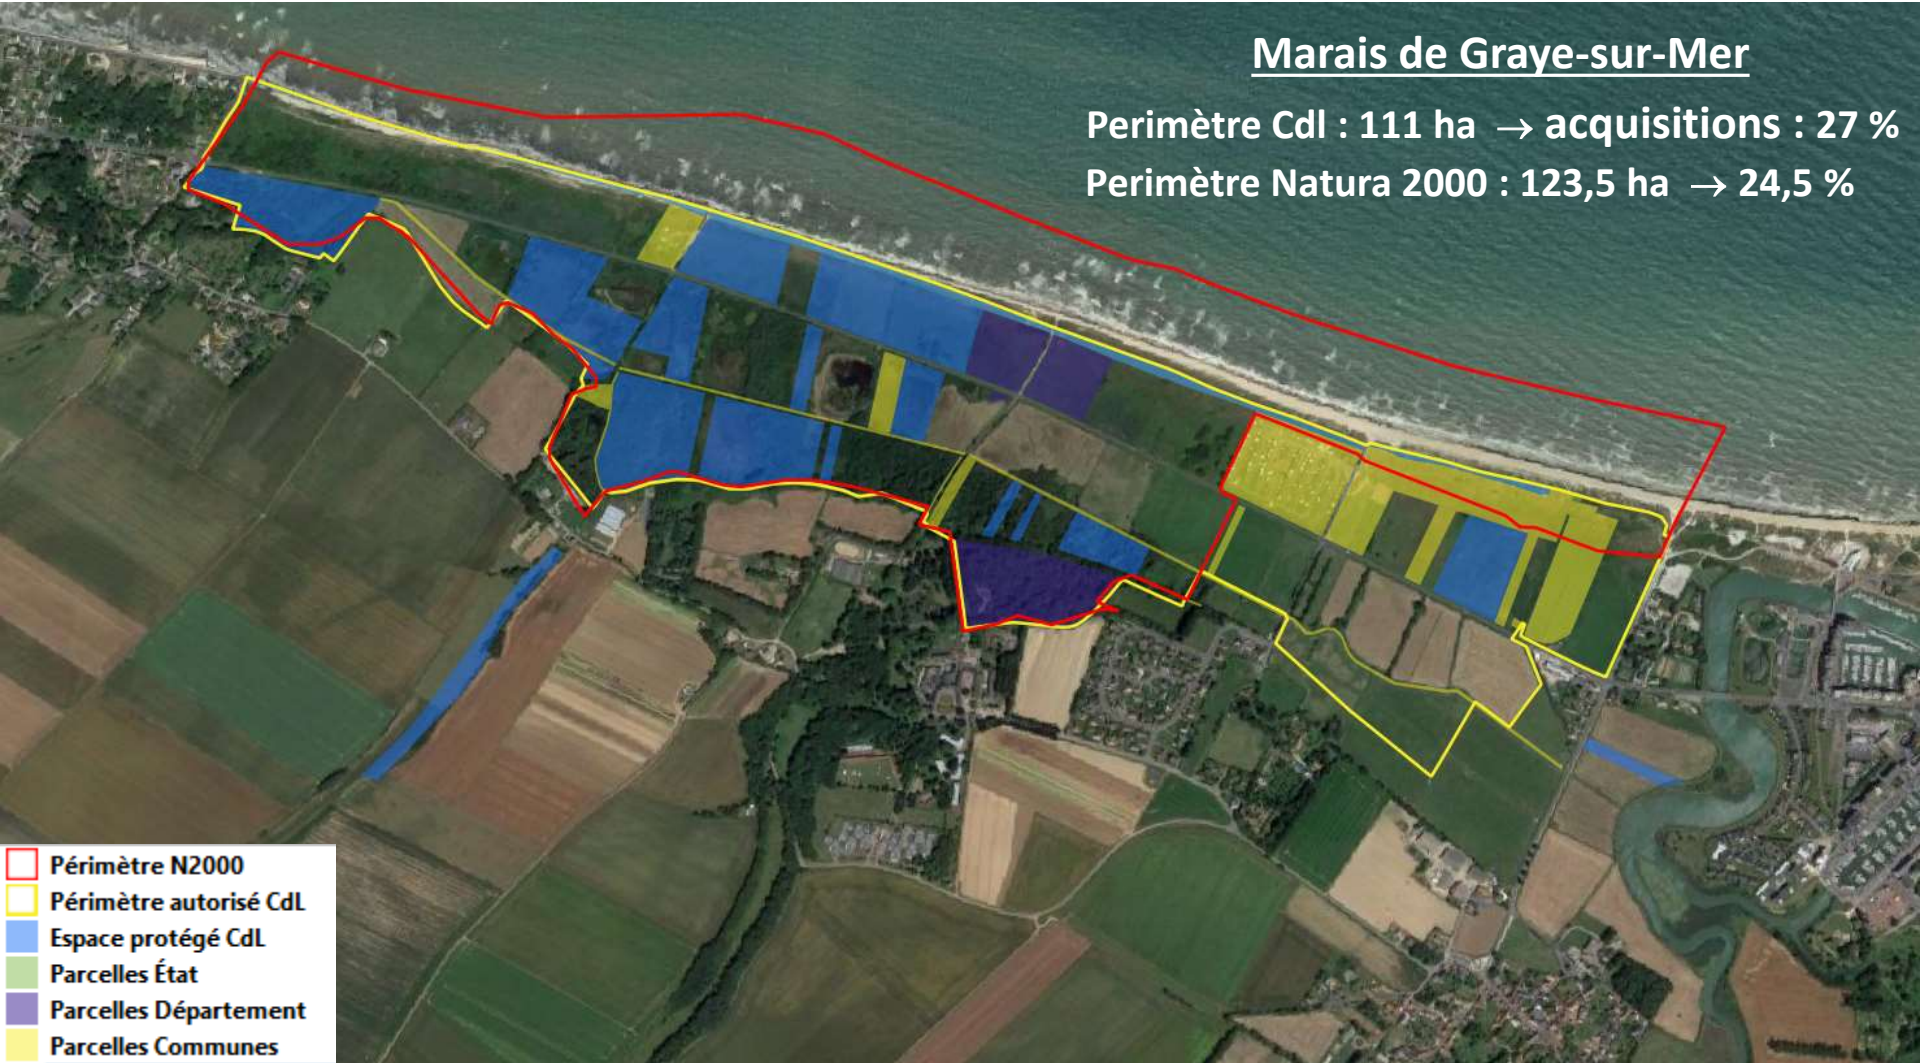 Marais de Graye-sur-Mer
Perimètre Cdl : 111 ha → acquisitions : 27 %
Perimètre Natura 2000 : 123,5 ha → 24,5 %
Périmètre N2000
Périmètre autorisé CdL
Espace protégé CdL
Parcelles État
Parcelles Département
Parcelles Communes